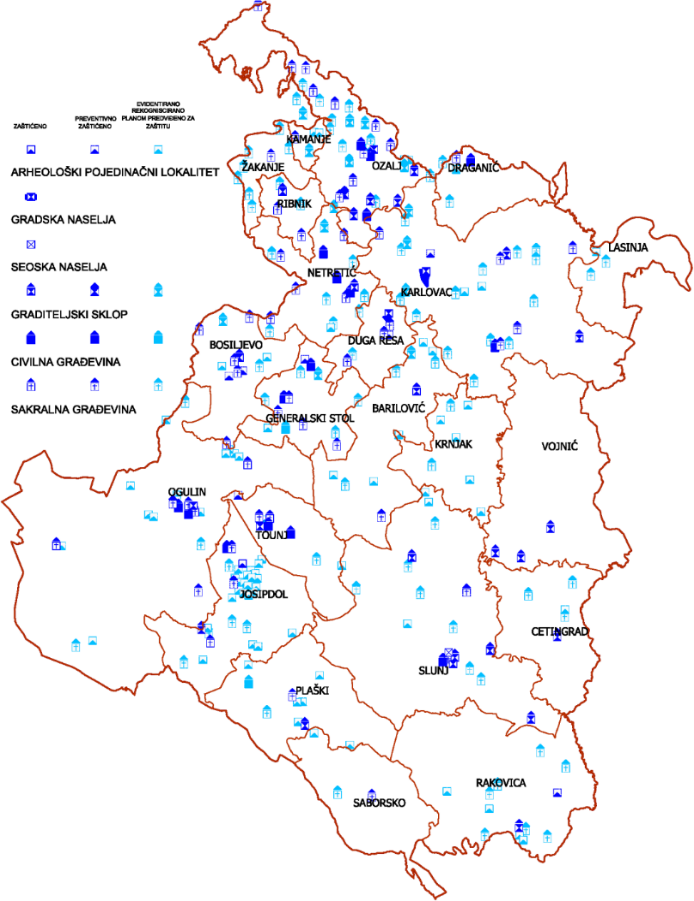 EVIDENTIRANO
REKOGNISCIRANO
ZAŠTIĆENO
PREVENTIVNO
ZAŠTIĆENO
PLANOM PREDVEĐENO ZA
ZAŠTITU
ARHEOLOŠKI POJEDINAČNI LOKALITET
GRADSKA NASELJA
SEOSKA NASELJA
GRADITELJSKI SKLOP
CIVILNA GRAĐEVINA
SAKRALNA GRAĐEVINA
KAMANJE
ŽAKANJE
OZALJ
DRAGANIĆ
RIBNIK
LASINJA
NETRETIĆ
KARLOVAC
BOSILJEVO
DUGA RESA
BARILOVIĆ
GENERALSKI STOL
KRNJAK
VOJNIĆ
OGULIN
TOUNJ
JOSIPDOL
CETINGRAD
SLUNJ
PLAŠKI
RAKOVICA
SABORSKO